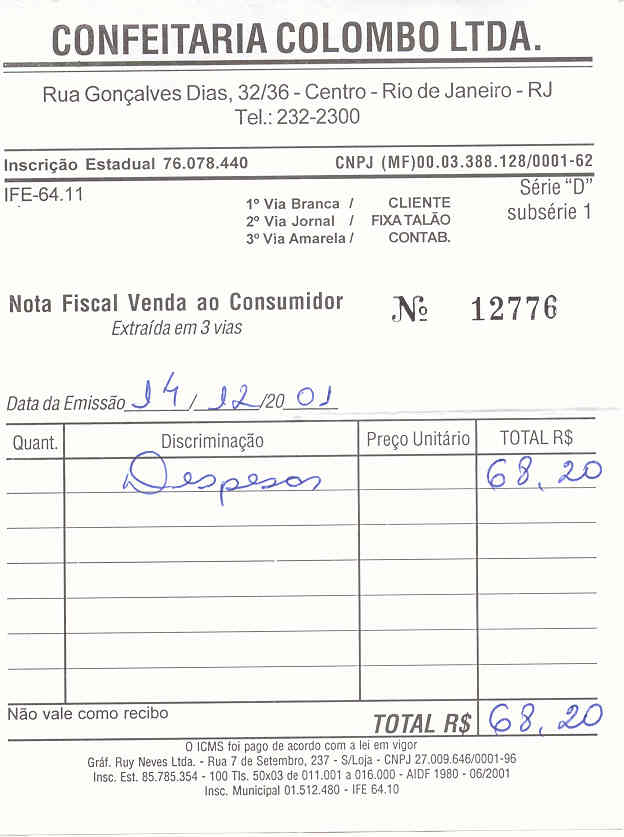 CONFEITARIA COLOMBO LTDA.
Rua Gonçalves Dias, 32/36 - Centro - Rio de Janeiro - RJ
Tel.: 232-2300
Inscrição Estadual 76.078.440 CNPJ (MF)00.03.388.128/0001-62
IFE-64.11 Série "D"
subsérie 1
1º Via Branca / CLIENTE
2º Via Jornal / FIXA TALÃO
3º Via Amarela / CONTAB.
Nota Fiscal Venda ao Consumidor Nº 12776
Extraída em 3 vias
Data da Emissão 14/12/20 01
Quant. Discriminação Preço Unitário TOTAL R$
Despesas 68,20
Não vale como recibo TOTAL R$ 68,20
O ICMS foi pago de acordo com a lei em vigor
Gráf. Ruy Neves Ltda. - Rua 7 de Setembro, 237 - S/Loja - CNPJ 27.009.646/0001-96
Insc. Est. 85.785.354 - 100 Tls. 50x03 de 011.001 a 016.000 - AIDF 1980 - 06/2001
Insc. Municipal 01.512.480 - IFE 64.10